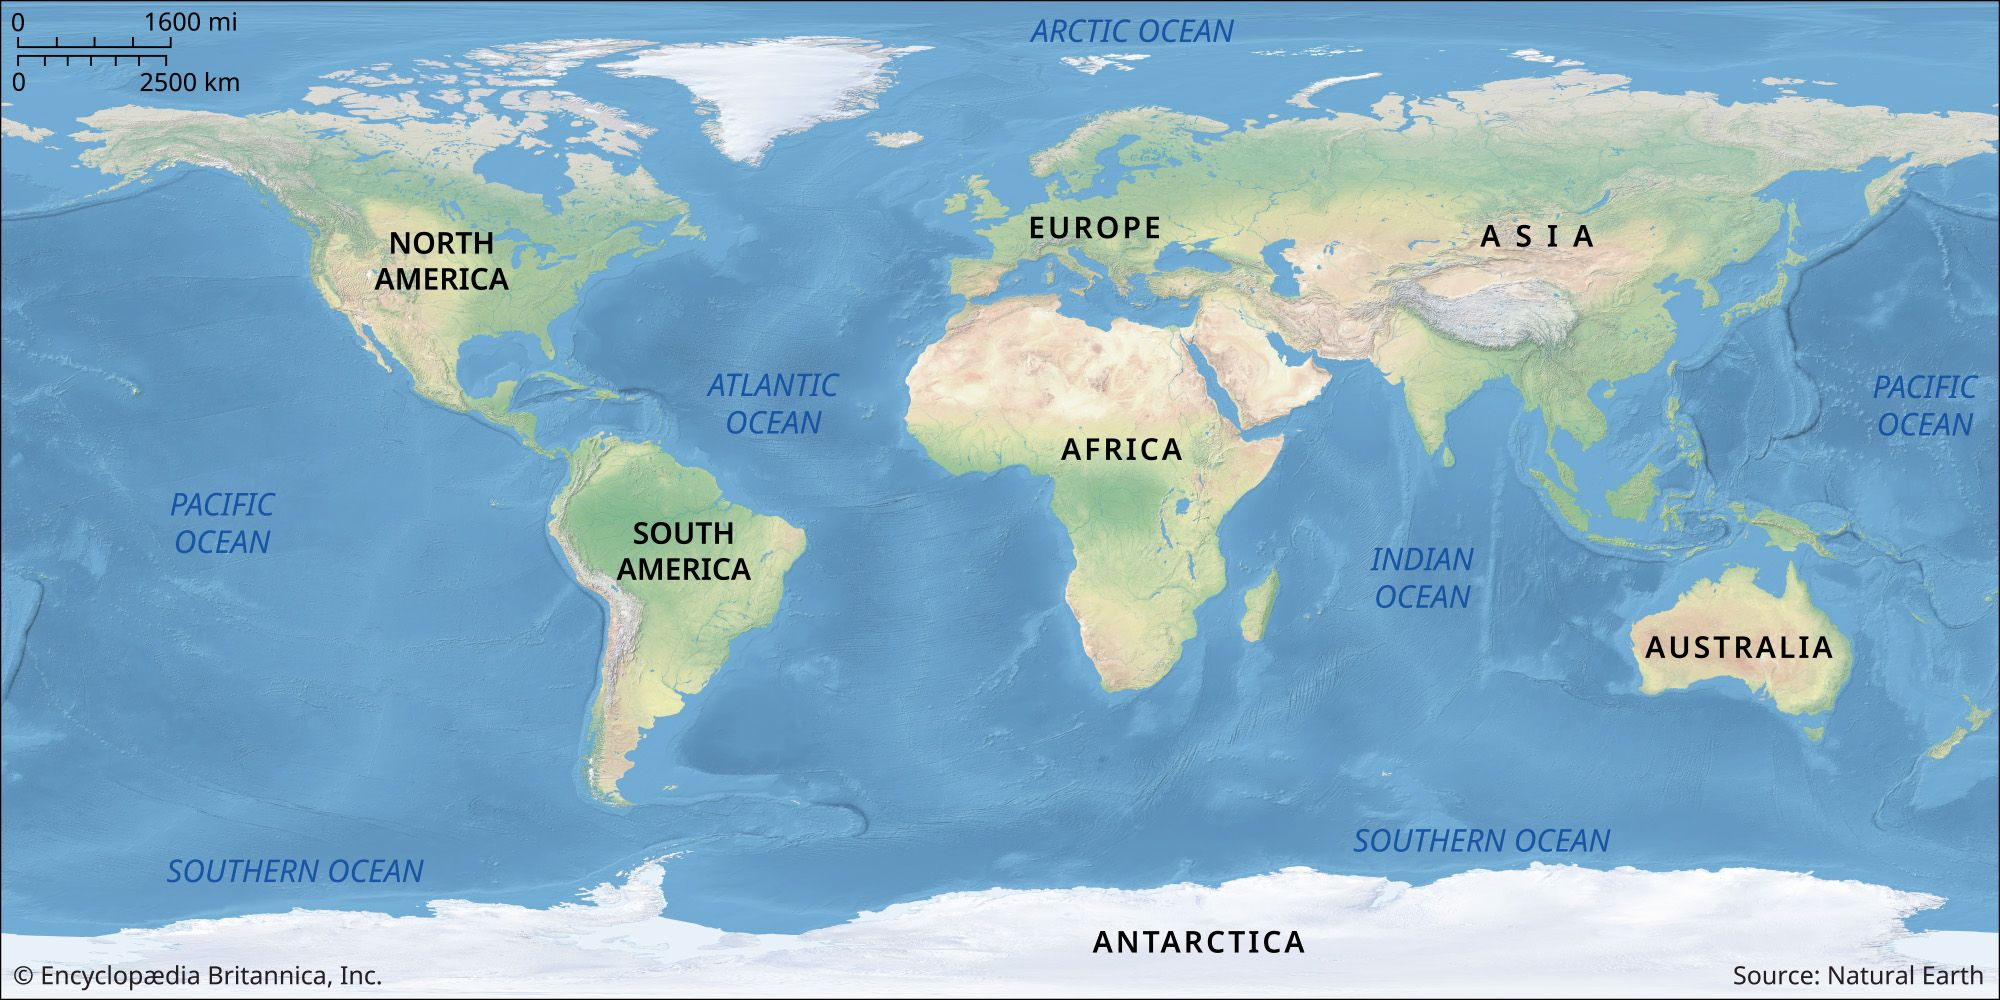 0 1600 mi
0 2500 km
ARCTIC OCEAN
NORTH
AMERICA
EUROPE
ASIA
ATLANTIC
OCEAN
PACIFIC
OCEAN
AFRICA
PACIFIC
OCEAN
SOUTH
AMERICA
INDIAN
OCEAN
AUSTRALIA
SOUTHERN OCEAN
SOUTHERN OCEAN
ANTARCTICA
© Encyclopædia Britannica, Inc.
Source: Natural Earth